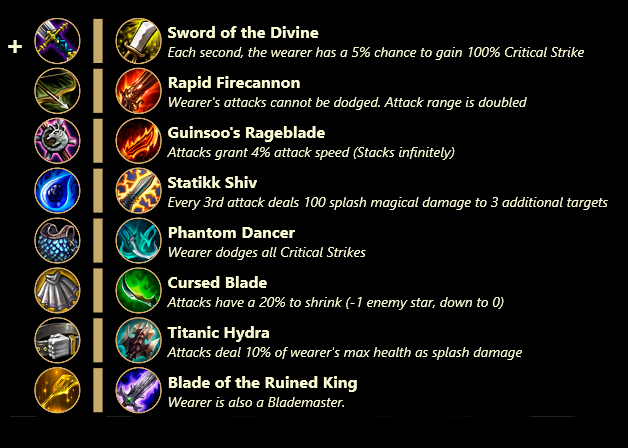 +
Sword of the Divine
Each second, the wearer has a 5% chance to gain 100% Critical Strike
Rapid Firecannon
Wearer's attacks cannot be dodged. Attack range is doubled
Guinsoo's Rageblade
Attacks grant 4% attack speed (Stacks infinitely)
Statikk Shiv
Every 3rd attack deals 100 splash magical damage to 3 additional targets
Phantom Dancer
Wearer dodges all Critical Strikes
Cursed Blade
Attacks have a 20% to shrink (-1 enemy star, down to 0)
Titanic Hydra
Attacks deal 10% of wearer's max health as splash damage
Blade of the Ruined King
Wearer is also a Blademaster.